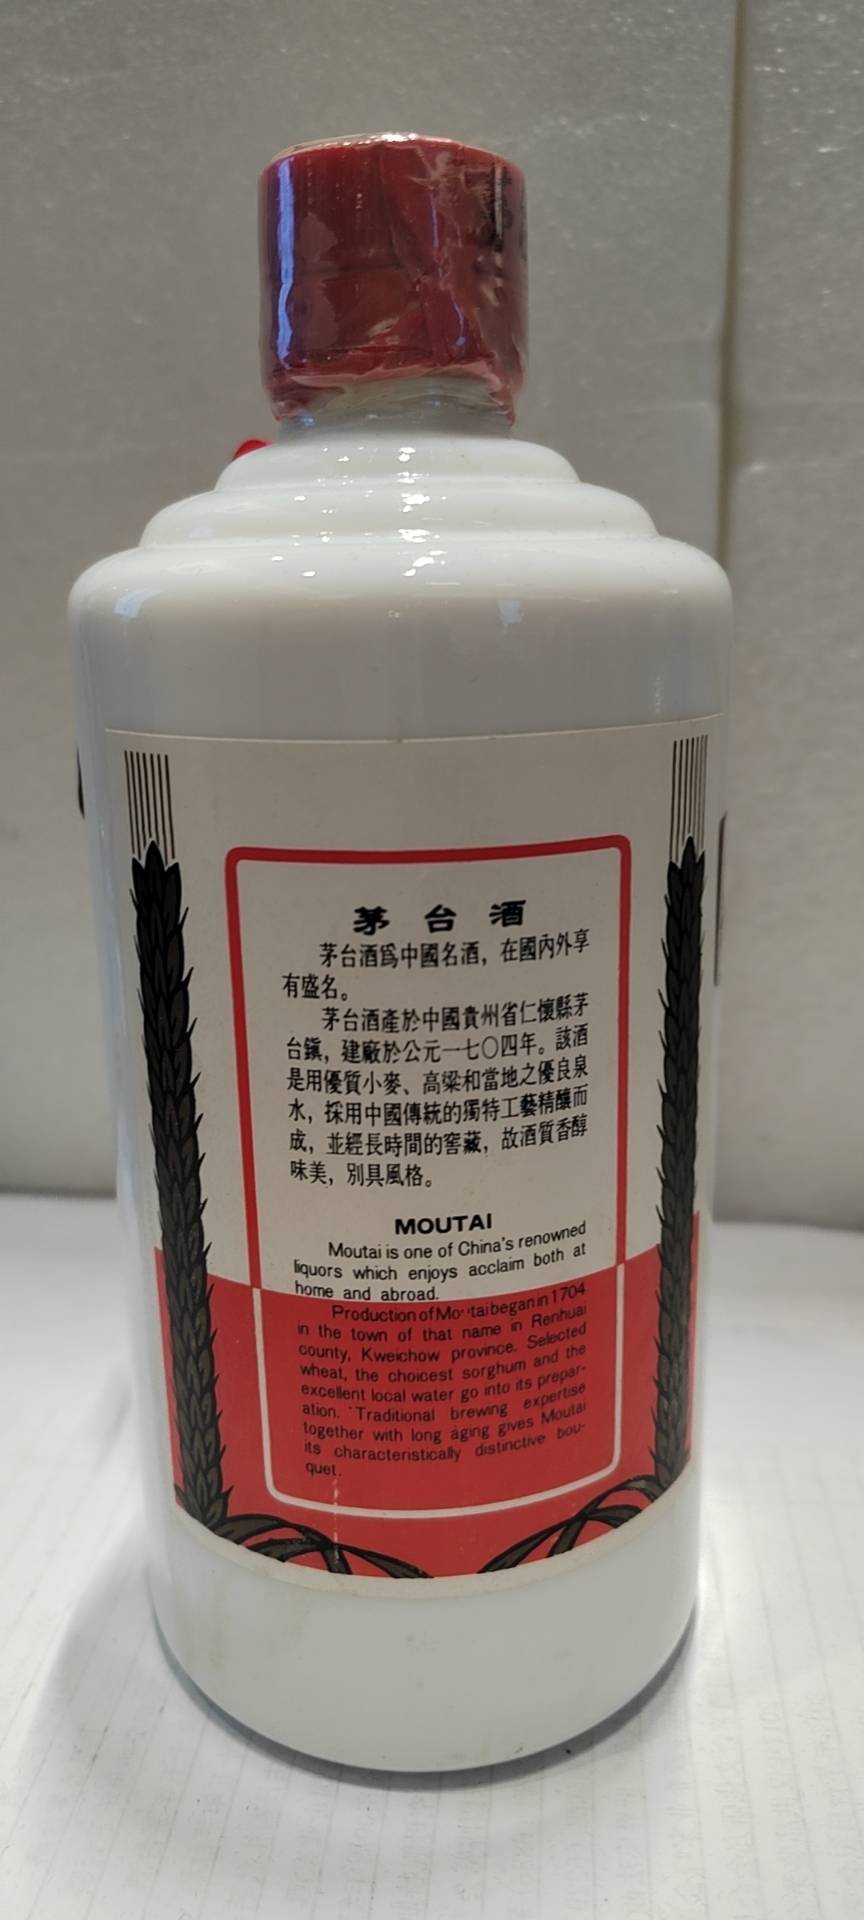 茅台酒
茅台酒爲中國名酒，在國內外享
有盛名。
茅台酒產於中國貴州省仁懷縣茅
台鎮，建廠於公元一七〇四年。該酒
是用優質小麥、高粱和當地之優良泉
水，採用中國傳統的獨特工藝精釀而
成，並經長時間的窖藏，故酒質香醇
味美，別具風格。
MOUTAI
Moutai is one of China's renowned
liquors which enjoys acclaim both at
home and abroad.
Production of Moutai began in 1704
in the town of that name in Renhuai
county, Kweichow province. Selected
wheat, the choicest sorghum and the
excellent local water go into its prepar-
ation. Traditional brewing expertise
together with long aging gives Moutai
its characteristically distinctive bou-
quet.